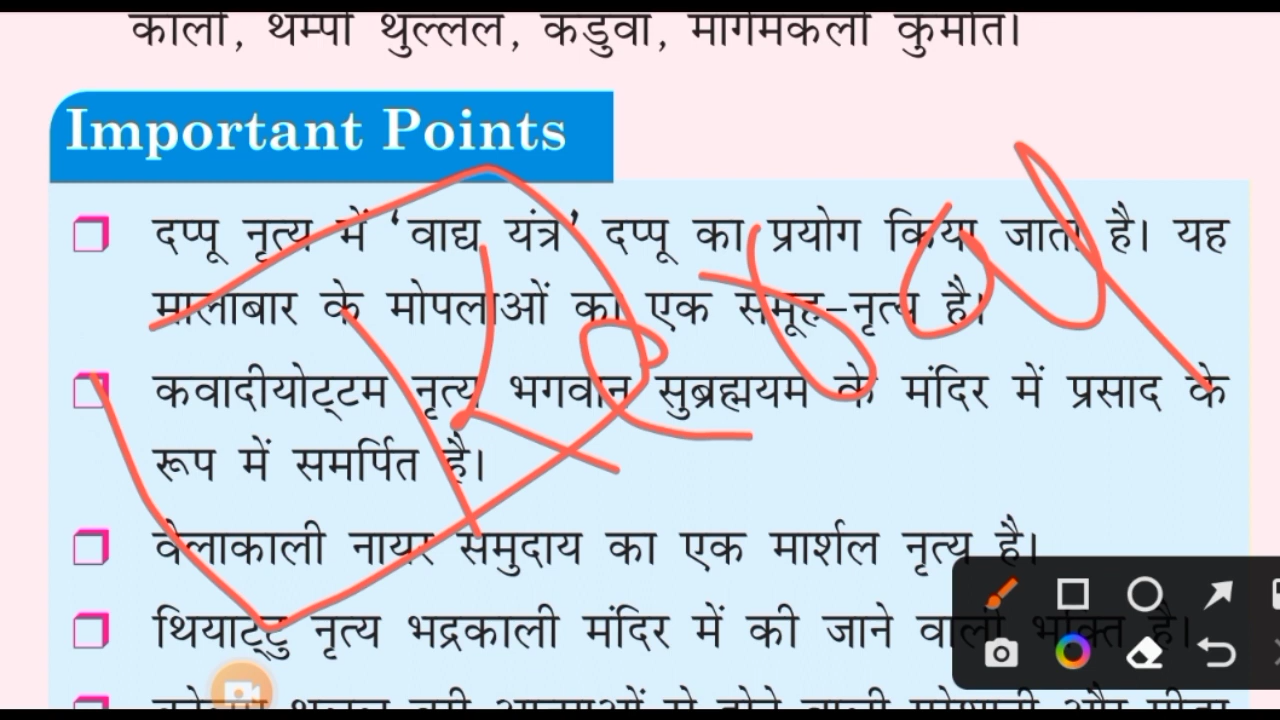 काली, थम्पी थुल्लल, कडुवा, मार्गमकली कुमीत।
Important Points
❐ दप्पू नृत्य में ‘वाद्य यंत्र’ दप्पू का प्रयोग किया जाता है। यह
मालाबार के मोपलाओं का एक समूह-नृत्य है।
❐ कवादीयोट्टम नृत्य भगवान सुब्रह्मयम के मंदिर में प्रसाद के
रूप में समर्पित है।
❐ वेलाकाली नायर समुदाय का एक मार्शल नृत्य है।
❐ थियाट्टु नृत्य भद्रकाली मंदिर में की जाने वाली भक्ति है।